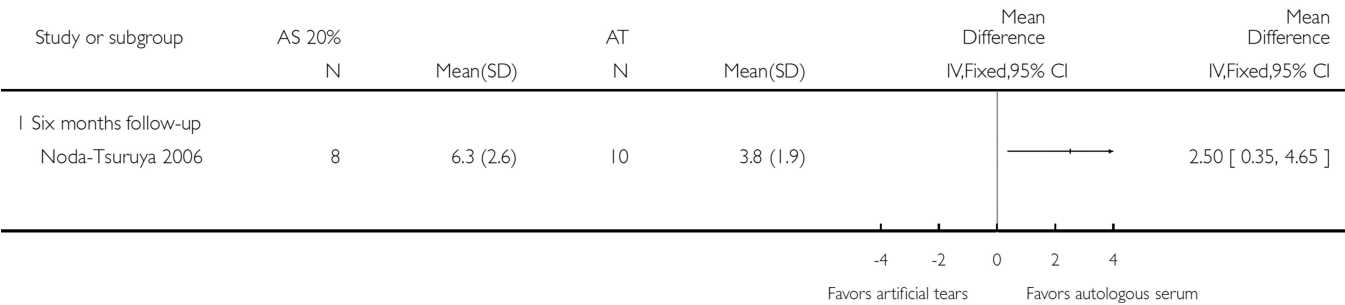 Mean Mean
Study or subgroup AS 20% AT Difference Difference
N Mean(SD) N Mean(SD) IV,Fixed,95% CI IV,Fixed,95% CI
1 Six months follow-up
Noda-Tsuruya 2006 8 6.3 (2.6) 10 3.8 (1.9) 2.50 [ 0.35, 4.65 ]
-4 -2 0 2 4
Favors artificial tears Favors autologous serum